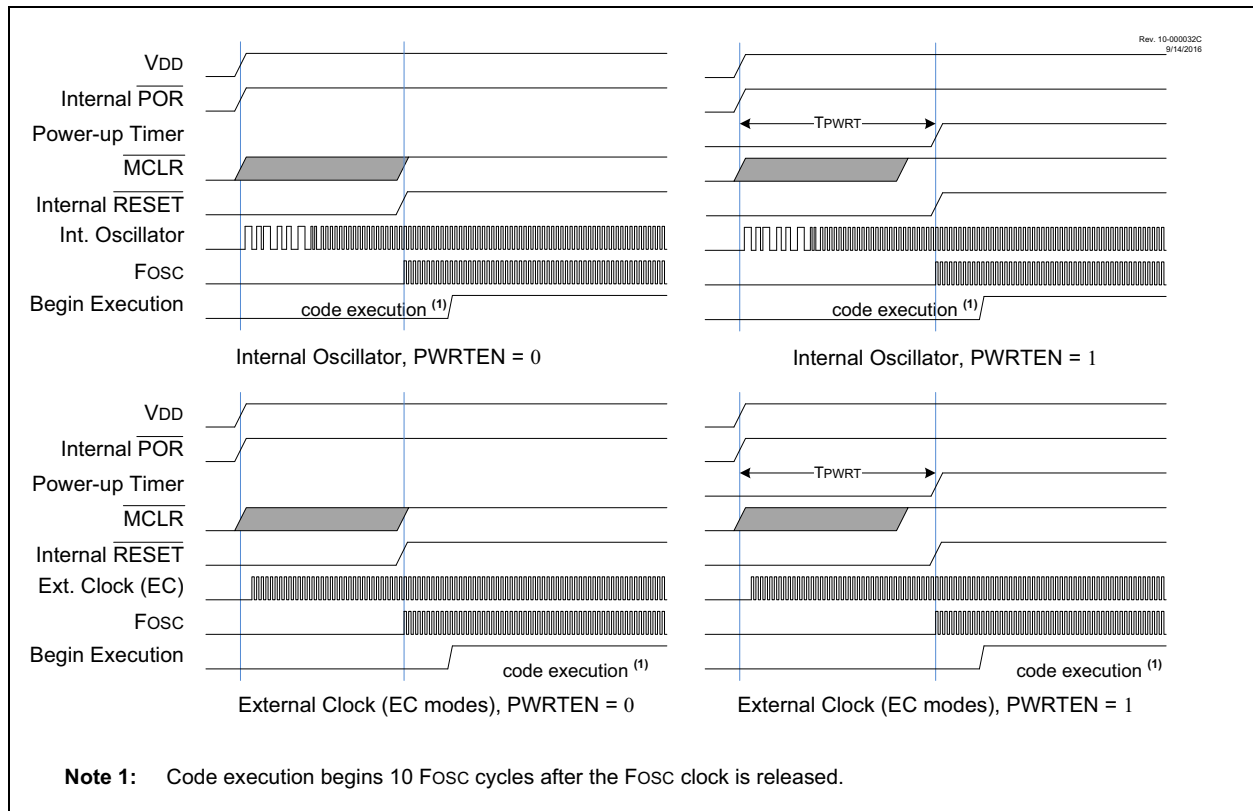 Rev. 10-000032C
9/14/2016
VDD
Internal POR
Power-up Timer
MCLR
Internal RESET
Int. Oscillator
FOSC
Begin Execution
code execution (1)
Internal Oscillator, PWRTEN = 0
TPWRT
code execution (1)
Internal Oscillator, PWRTEN = 1
VDD
Internal POR
Power-up Timer
MCLR
Internal RESET
Ext. Clock (EC)
FOSC
Begin Execution
code execution (1)
External Clock (EC modes), PWRTEN = 0
TPWRT
code execution (1)
External Clock (EC modes), PWRTEN = 1
Note 1: Code execution begins 10 FOSC cycles after the FOSC clock is released.